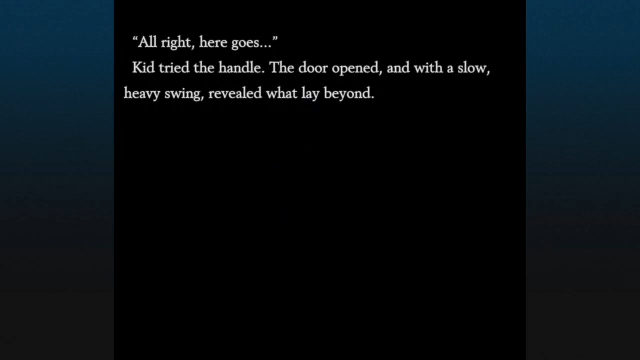 “All right, here goes…”
Kid tried the handle. The door opened, and with a slow,
heavy swing, revealed what lay beyond.